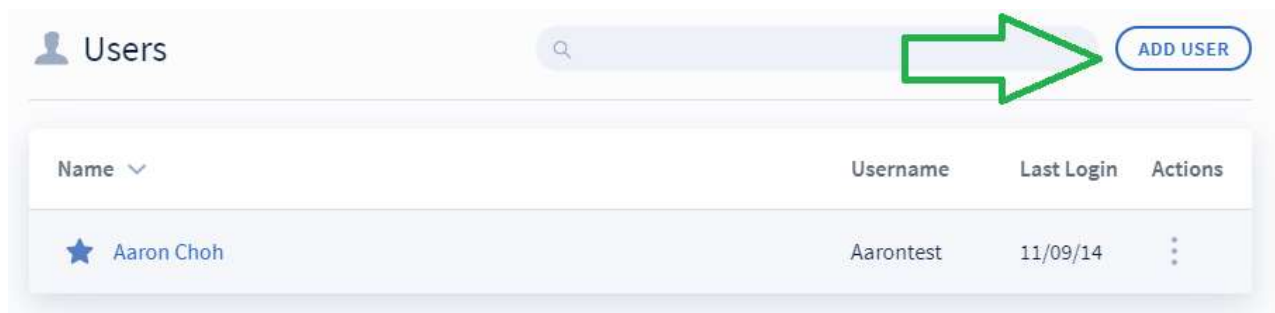 Users
ADD USER
Name Username Last Login Actions
Aaron Choh Aarontest 11/09/14